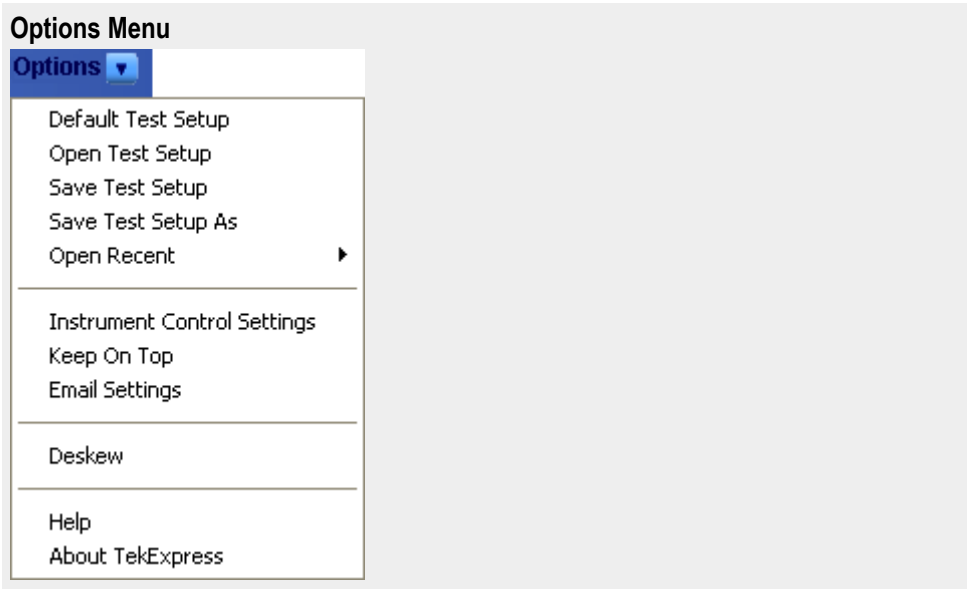 Options Menu
Options
Default Test Setup
Open Test Setup
Save Test Setup
Save Test Setup As
Open Recent
Instrument Control Settings
Keep On Top
Email Settings
Deskew
Help
About TekExpress